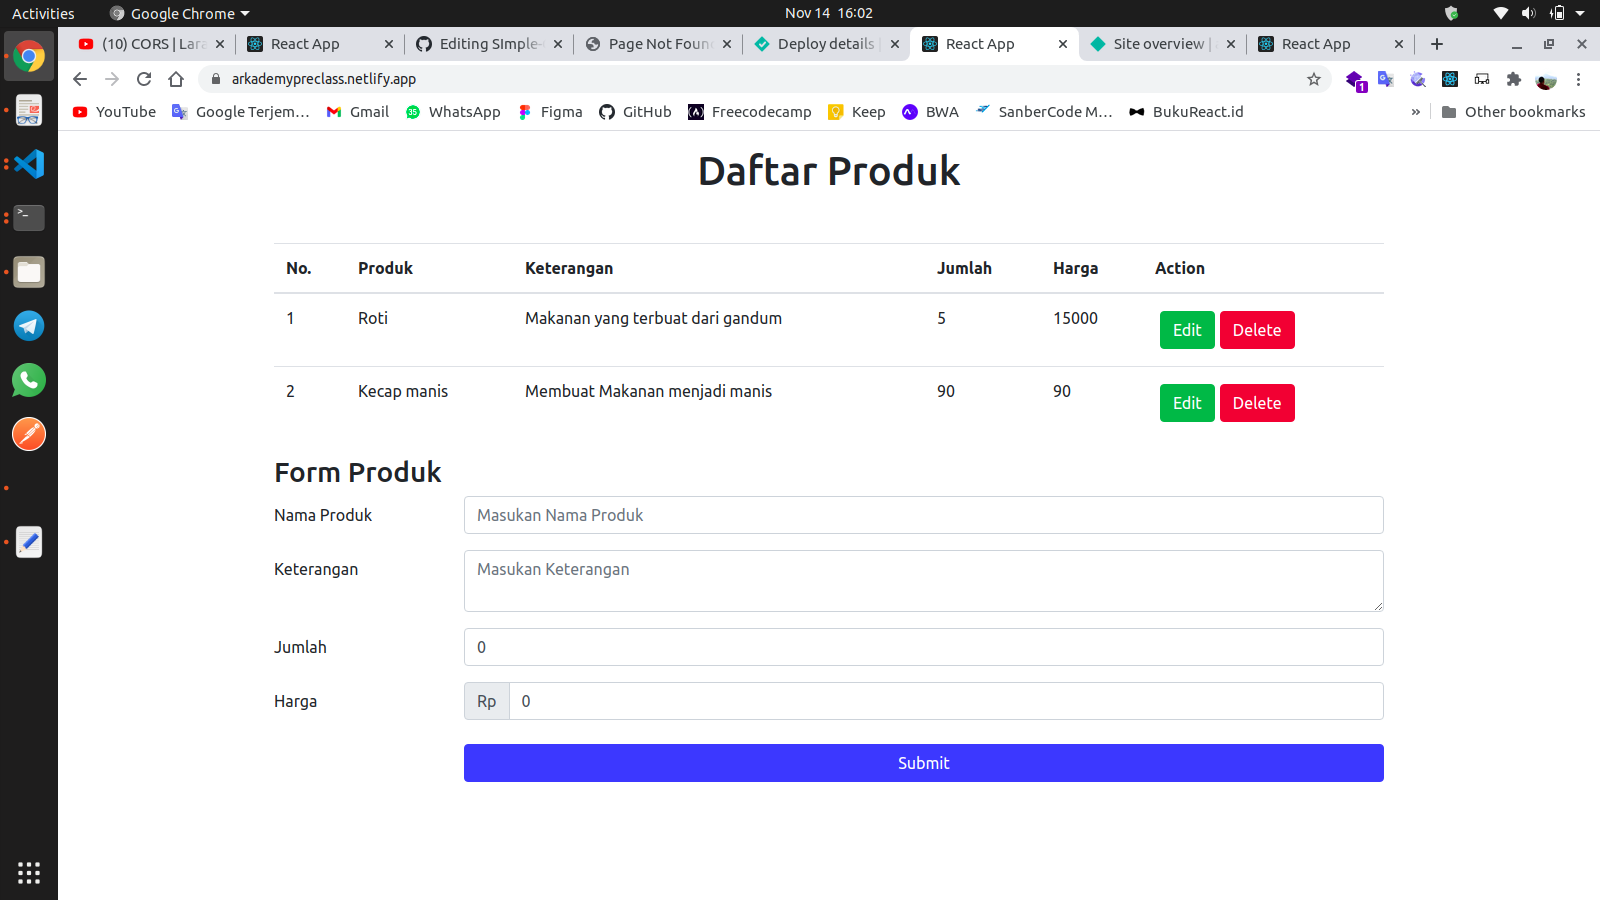 Activities
Google Chrome
Nov 14 16:02
(10) CORS | Lara
React App
Editing SImple-
Page Not Foun
Deploy details
React App
Site overview |
React App
arkademypreclass.netlify.app
1
YouTube
Google Terjem...
Gmail
35
WhatsApp
Figma
GitHub
Freecodecamp
Keep
BWA
SanberCode M...
BukuReact.id
»
Other bookmarks
Daftar Produk
No. Produk Keterangan Jumlah Harga Action
1 Roti Makanan yang terbuat dari gandum 5 15000 Edit Delete
2 Kecap manis Membuat Makanan menjadi manis 90 90 Edit Delete
Form Produk
Nama Produk Masukan Nama Produk
Keterangan Masukan Keterangan
Jumlah 0
Harga Rp 0
Submit